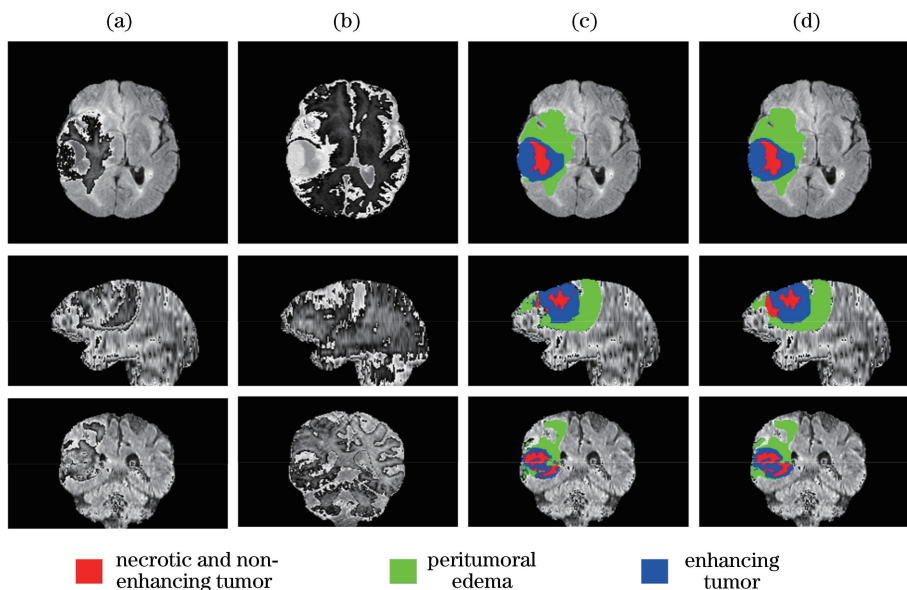 (a) (b) (c) (d)
necrotic and non-
enhancing tumor
peritumoral
edema
enhancing
tumor